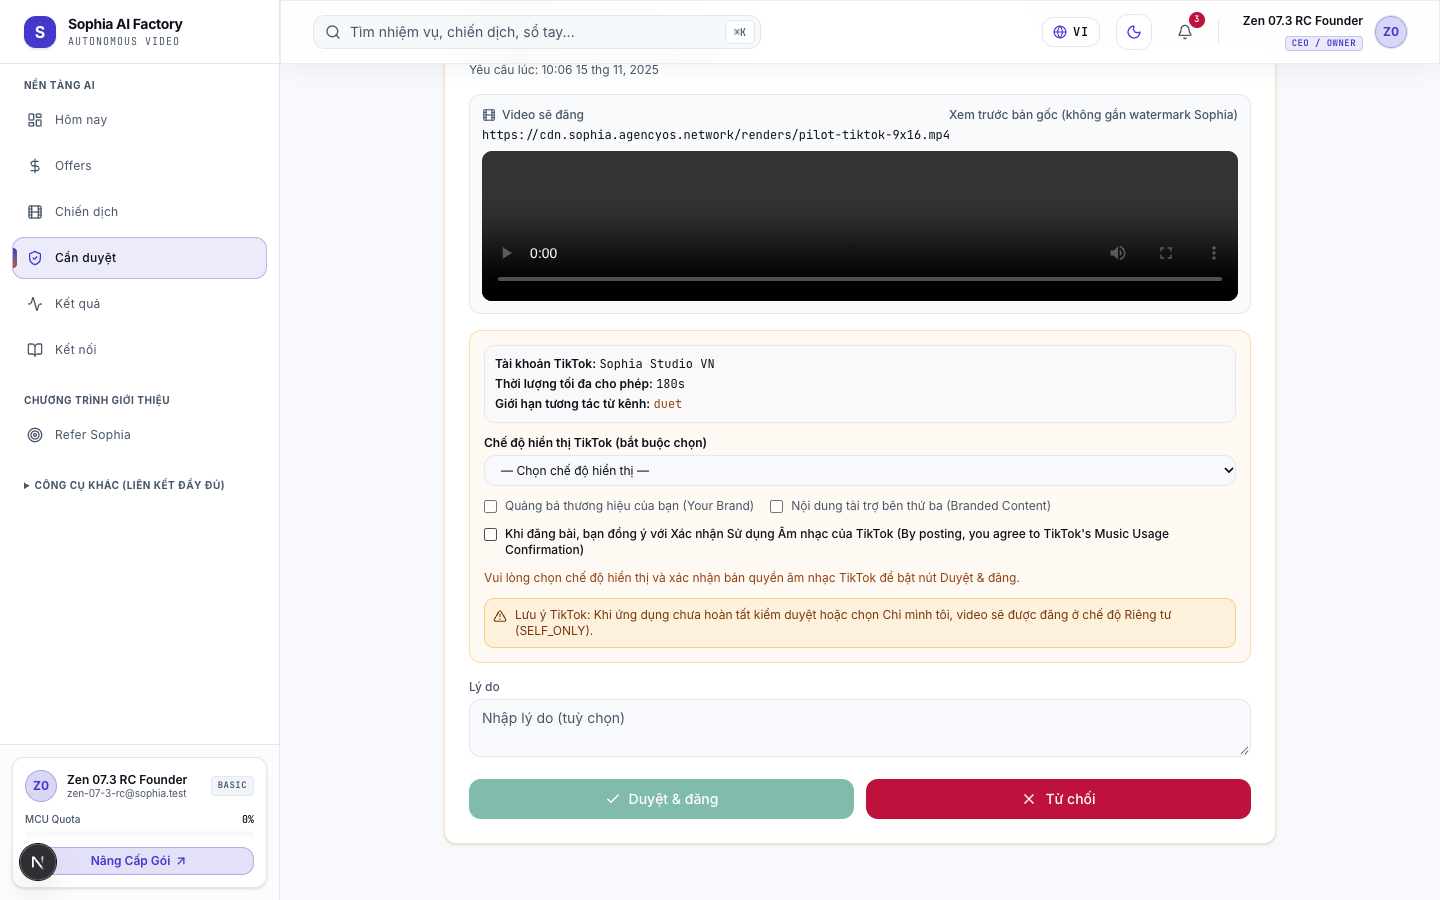 S
Sophia AI Factory
AUTONOMOUS VIDEO
Tìm nhiệm vụ, chiến dịch, sổ tay...
⌘K
VI
3
Zen 07.3 RC Founder
CEO / OWNER
Z0
NỀN TẢNG AI
Hôm nay
Offers
Chiến dịch
Cần duyệt
Kết quả
Kết nối
CHƯƠNG TRÌNH GIỚI THIỆU
Refer Sophia
CÔNG CỤ KHÁC (LIÊN KẾT ĐẦY ĐỦ)
Z0
Zen 07.3 RC Founder
zen-07-3-rc@sophia.test
BASIC
MCU Quota
0%
N
Nâng Cấp Gói
Yêu cầu lúc: 10:06 15 thg 11, 2025
Video sẽ đăng
Xem trước bản gốc (không gắn watermark Sophia)
https://cdn.sophia.agencyos.network/renders/pilot-tiktok-9x16.mp4
0:00
Tài khoản TikTok: Sophia Studio VN
Thời lượng tối đa cho phép: 180s
Giới hạn tương tác từ kênh: duet
Chế độ hiển thị TikTok (bắt buộc chọn)
— Chọn chế độ hiển thị —
Quảng bá thương hiệu của bạn (Your Brand)
Nội dung tài trợ bên thứ ba (Branded Content)
Khi đăng bài, bạn đồng ý với Xác nhận Sử dụng Âm nhạc của TikTok (By posting, you agree to TikTok's Music Usage
Confirmation)
Vui lòng chọn chế độ hiển thị và xác nhận bản quyền âm nhạc TikTok để bật nút Duyệt & đăng.
Lưu ý TikTok: Khi ứng dụng chưa hoàn tất kiểm duyệt hoặc chọn Chỉ mình tôi, video sẽ được đăng ở chế độ Riêng tư
(SELF_ONLY).
Lý do
Nhập lý do (tuỳ chọn)
Duyệt & đăng
Từ chối